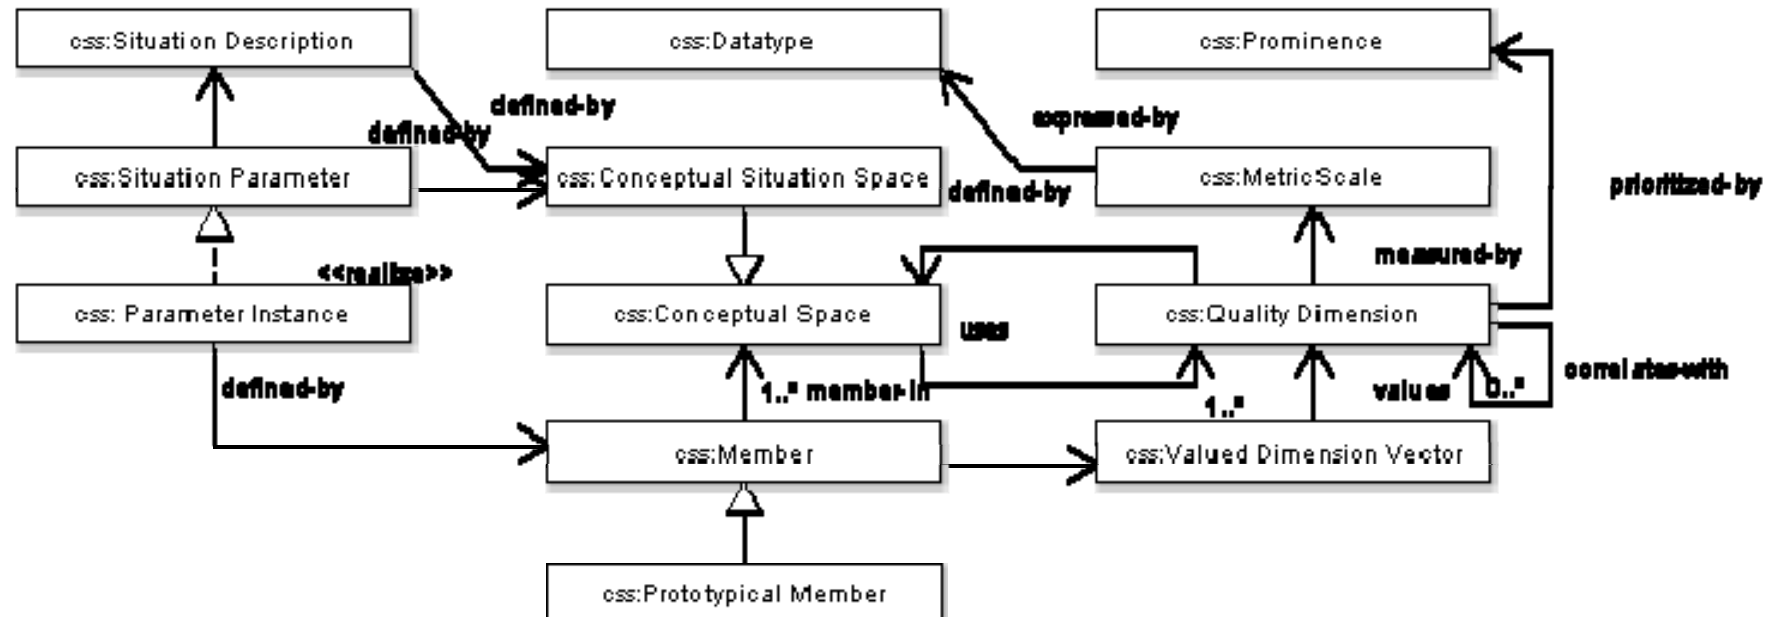 css:Situation Description
css:Datatype
css:Prominence
defined-by
defined-by
expressed-by
css:Situation Parameter
css:Conceptual Situation Space
defined-by
css:MetricScale
prioritized-by
<<realize>>
measured-by
css: Parameter Instance
css:Conceptual Space
uses
css:Quality Dimension
defined-by
1..* member-in
1..*
values
0..*
correlates-with
css:Member
css:Valued Dimension Vector
css:Prototypical Member